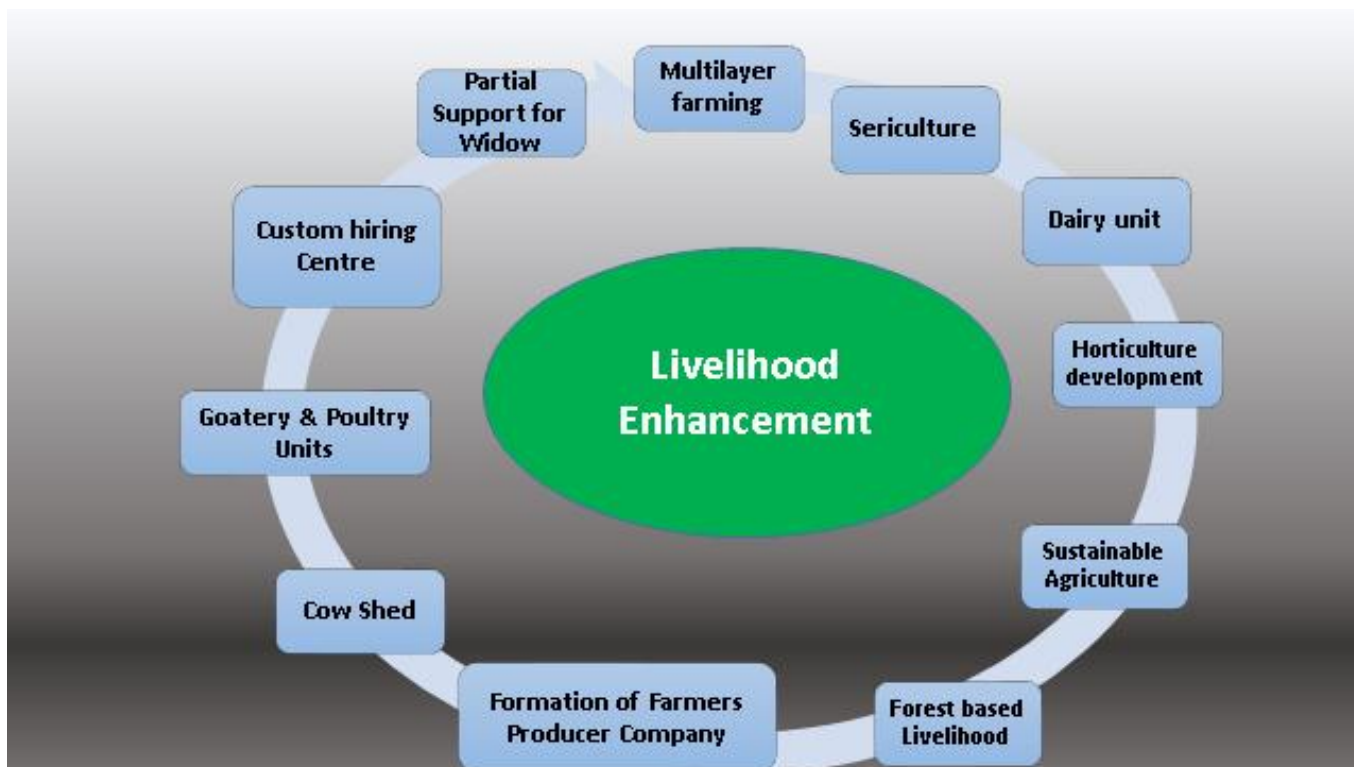 Partial
Support for
Widow
Multilayer
farming
Sericulture
Dairy unit
Horticulture
development
Sustainable
Agriculture
Forest based
Livelihood
Formation of Farmers
Producer Company
Cow Shed
Goatery & Poultry
Units
Custom hiring
Centre
Livelihood
Enhancement